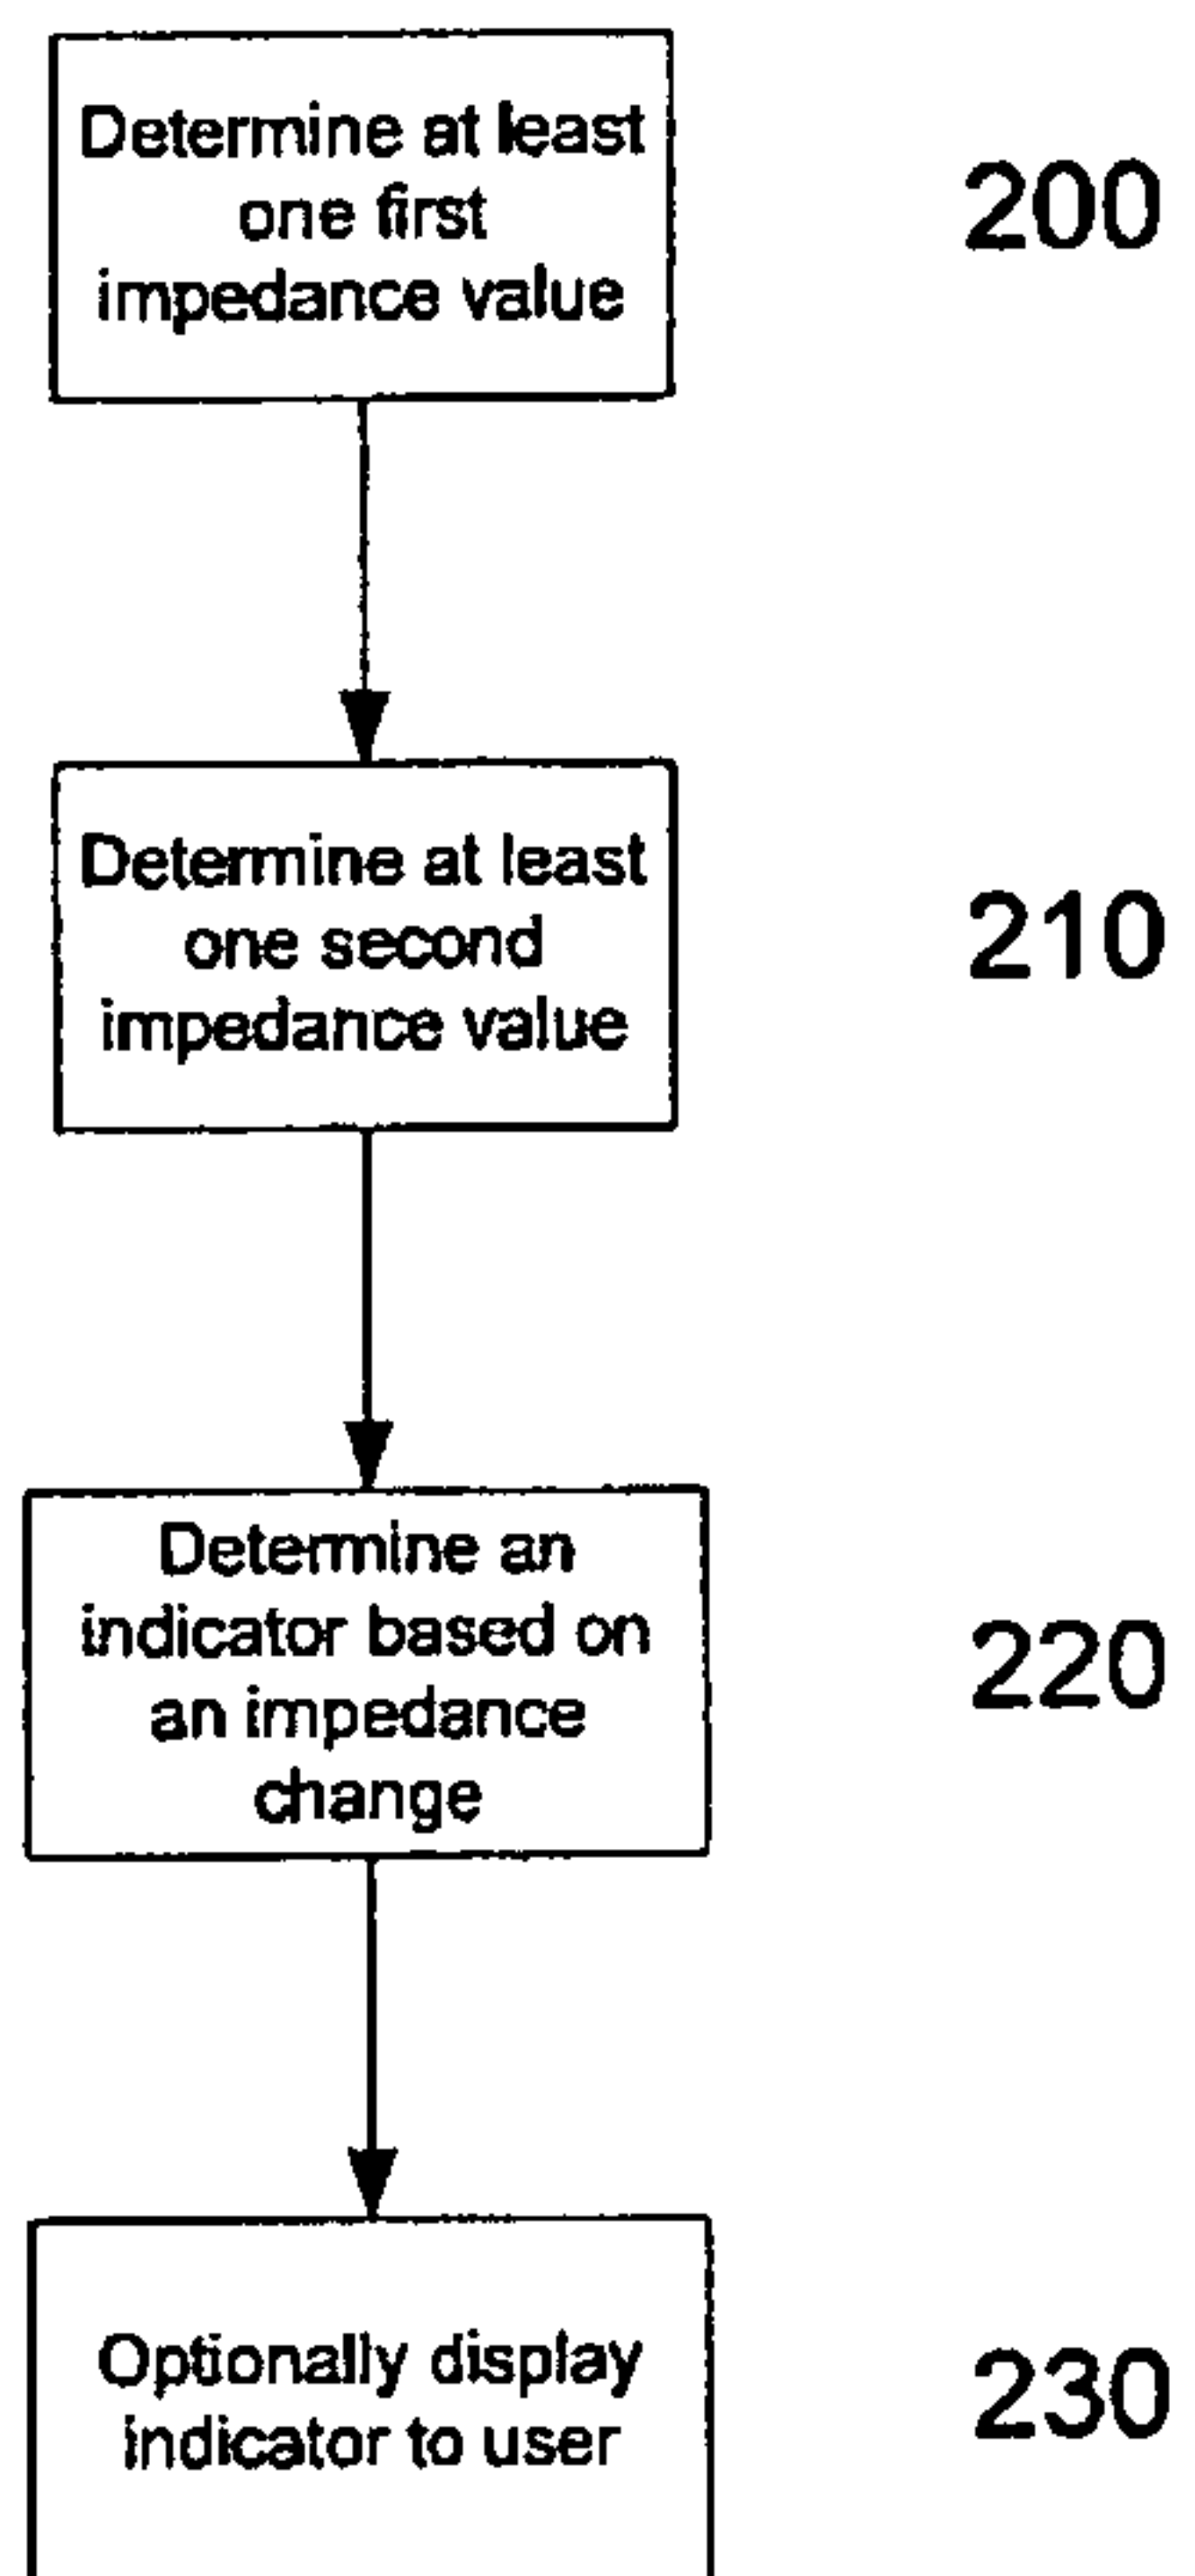 Determine at least
one first
impedance value
200
Determine at least
one second
impedance value
210
Determine an
indicator based on
an impedance
change
220
Optionally display
indicator to user
230